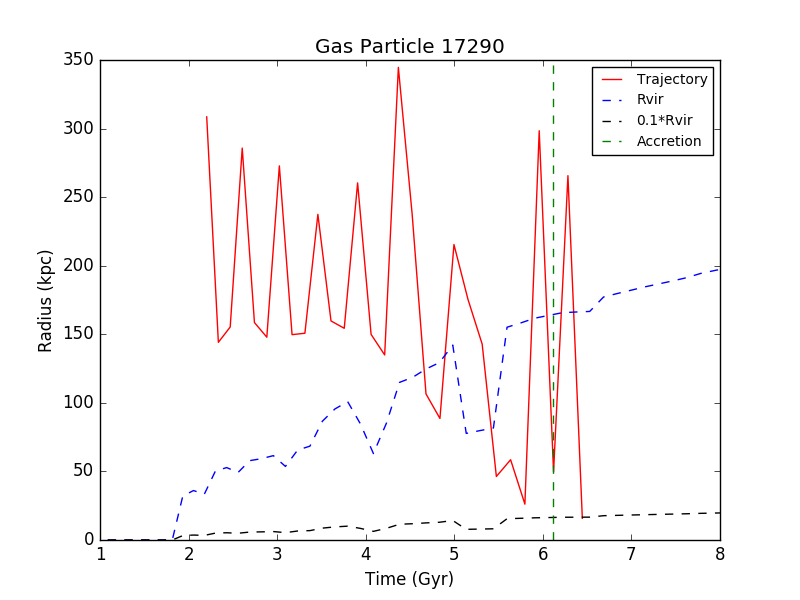 Gas Particle 17290
350
300
250
200
150
100
50
0
Radius (kpc)
Trajectory
Rvir
0.1*Rvir
Accretion
1 2 3 4 5 6 7 8
Time (Gyr)